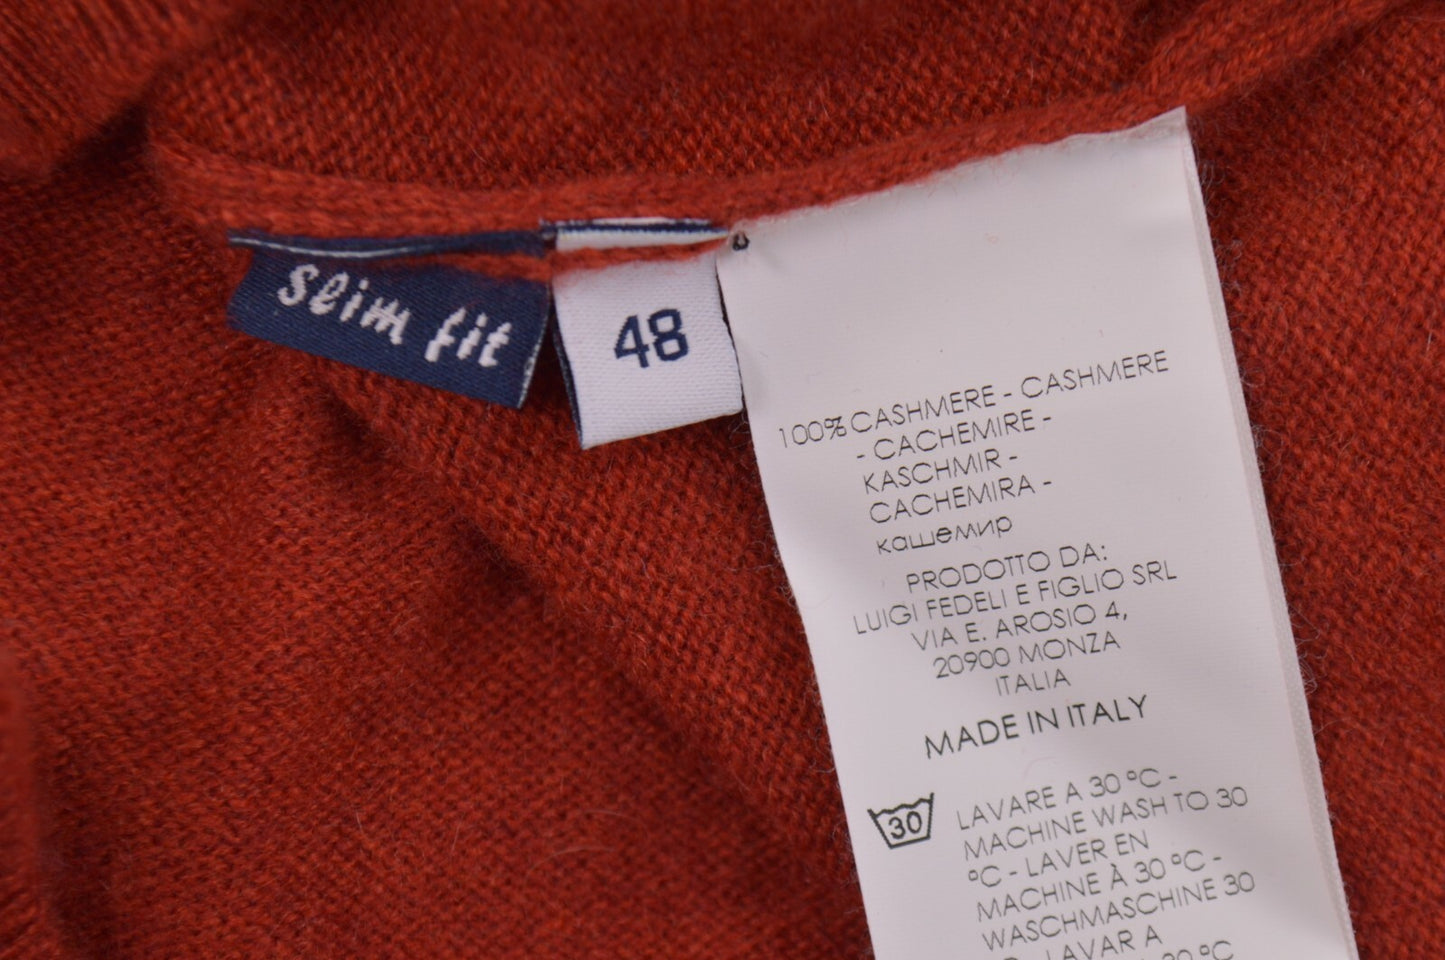 slim fit
48
100% CASHMERE - CASHMERE
- CACHEMIRE -
KASCHMIR -
CACHEMIRA -
кашемир
PRODOTTO DA:
LUIGI FEDELI E FIGLIO SRL
VIA E. AROSIO 4,
20900 MONZA
ITALIA
MADE IN ITALY
30
LAVARE A 30 °C -
MACHINE WASH TO 30
°C - LAVER EN
MACHINE À 30 °C -
WASCHMASCHINE 30
- LAVAR A
30 °C